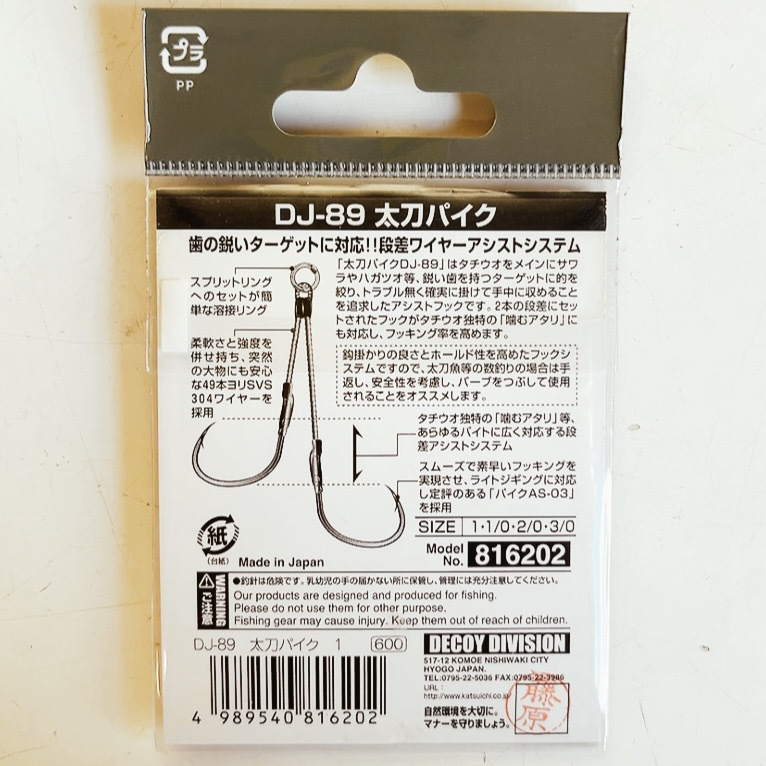 プラ
PP
DJ-89 太刀パイク
歯の鋭いターゲットに対応!!段差ワイヤーアシストシステム
スプリットリング
へのセットが簡
単な溶接リング
「太刀パイクDJ-89」はタチウオをメインにサワ
ラやハガツオ等、鋭い歯を持つターゲットに的を
絞り、トラブル無く確実に掛けて手中に収めること
を追求したアシストフックです。2本の段差にセッ
トされたフックがタチウオ独特の「噛むアタリ」に
も対応し、フッキング率を高めます。
柔軟さと強度を
併せ持ち、突然
の大物にも安心
な49本ヨリSVS
304ワイヤーを
採用
鈎掛かりの良さとホールド性を高めたフックシ
ステムですので、太刀魚等の数釣りの場合は手
返し、安全性を考慮し、バーブをつぶして使用
されることをオススメします。
タチウオ独特の「噛むアタリ」等、
あらゆるバイトに広く対応する段
差アシストシステム
スムーズで素早いフッキングを
実現させ、ライトジギングに対応
し定評のある「パイクAS-03」
を採用
SIZE 1・1/0・2/0・3/0
紙
(台紙)
Made in Japan
Model No. 816202
WARNING
ご注意
●釣針は危険です。乳幼児の手の届かない所に保管し、管理には充分注意してください。
Our products are designed and produced for fishing.
Please do not use them for other purpose.
Fishing gear may cause injury. Keep them out of reach of children.
DJ-89 太刀パイク 1 600
4 989540 816202
DECOY DIVISION
517-12 KOMOE NISHIWAKI CITY
HYOGO JAPAN.
TEL:0795-22-5036 FAX:0795-22-3986
URL :
http://www.katsuichi.co.jp
自然環境を大切に。
マナーを守りましょう。
藤原